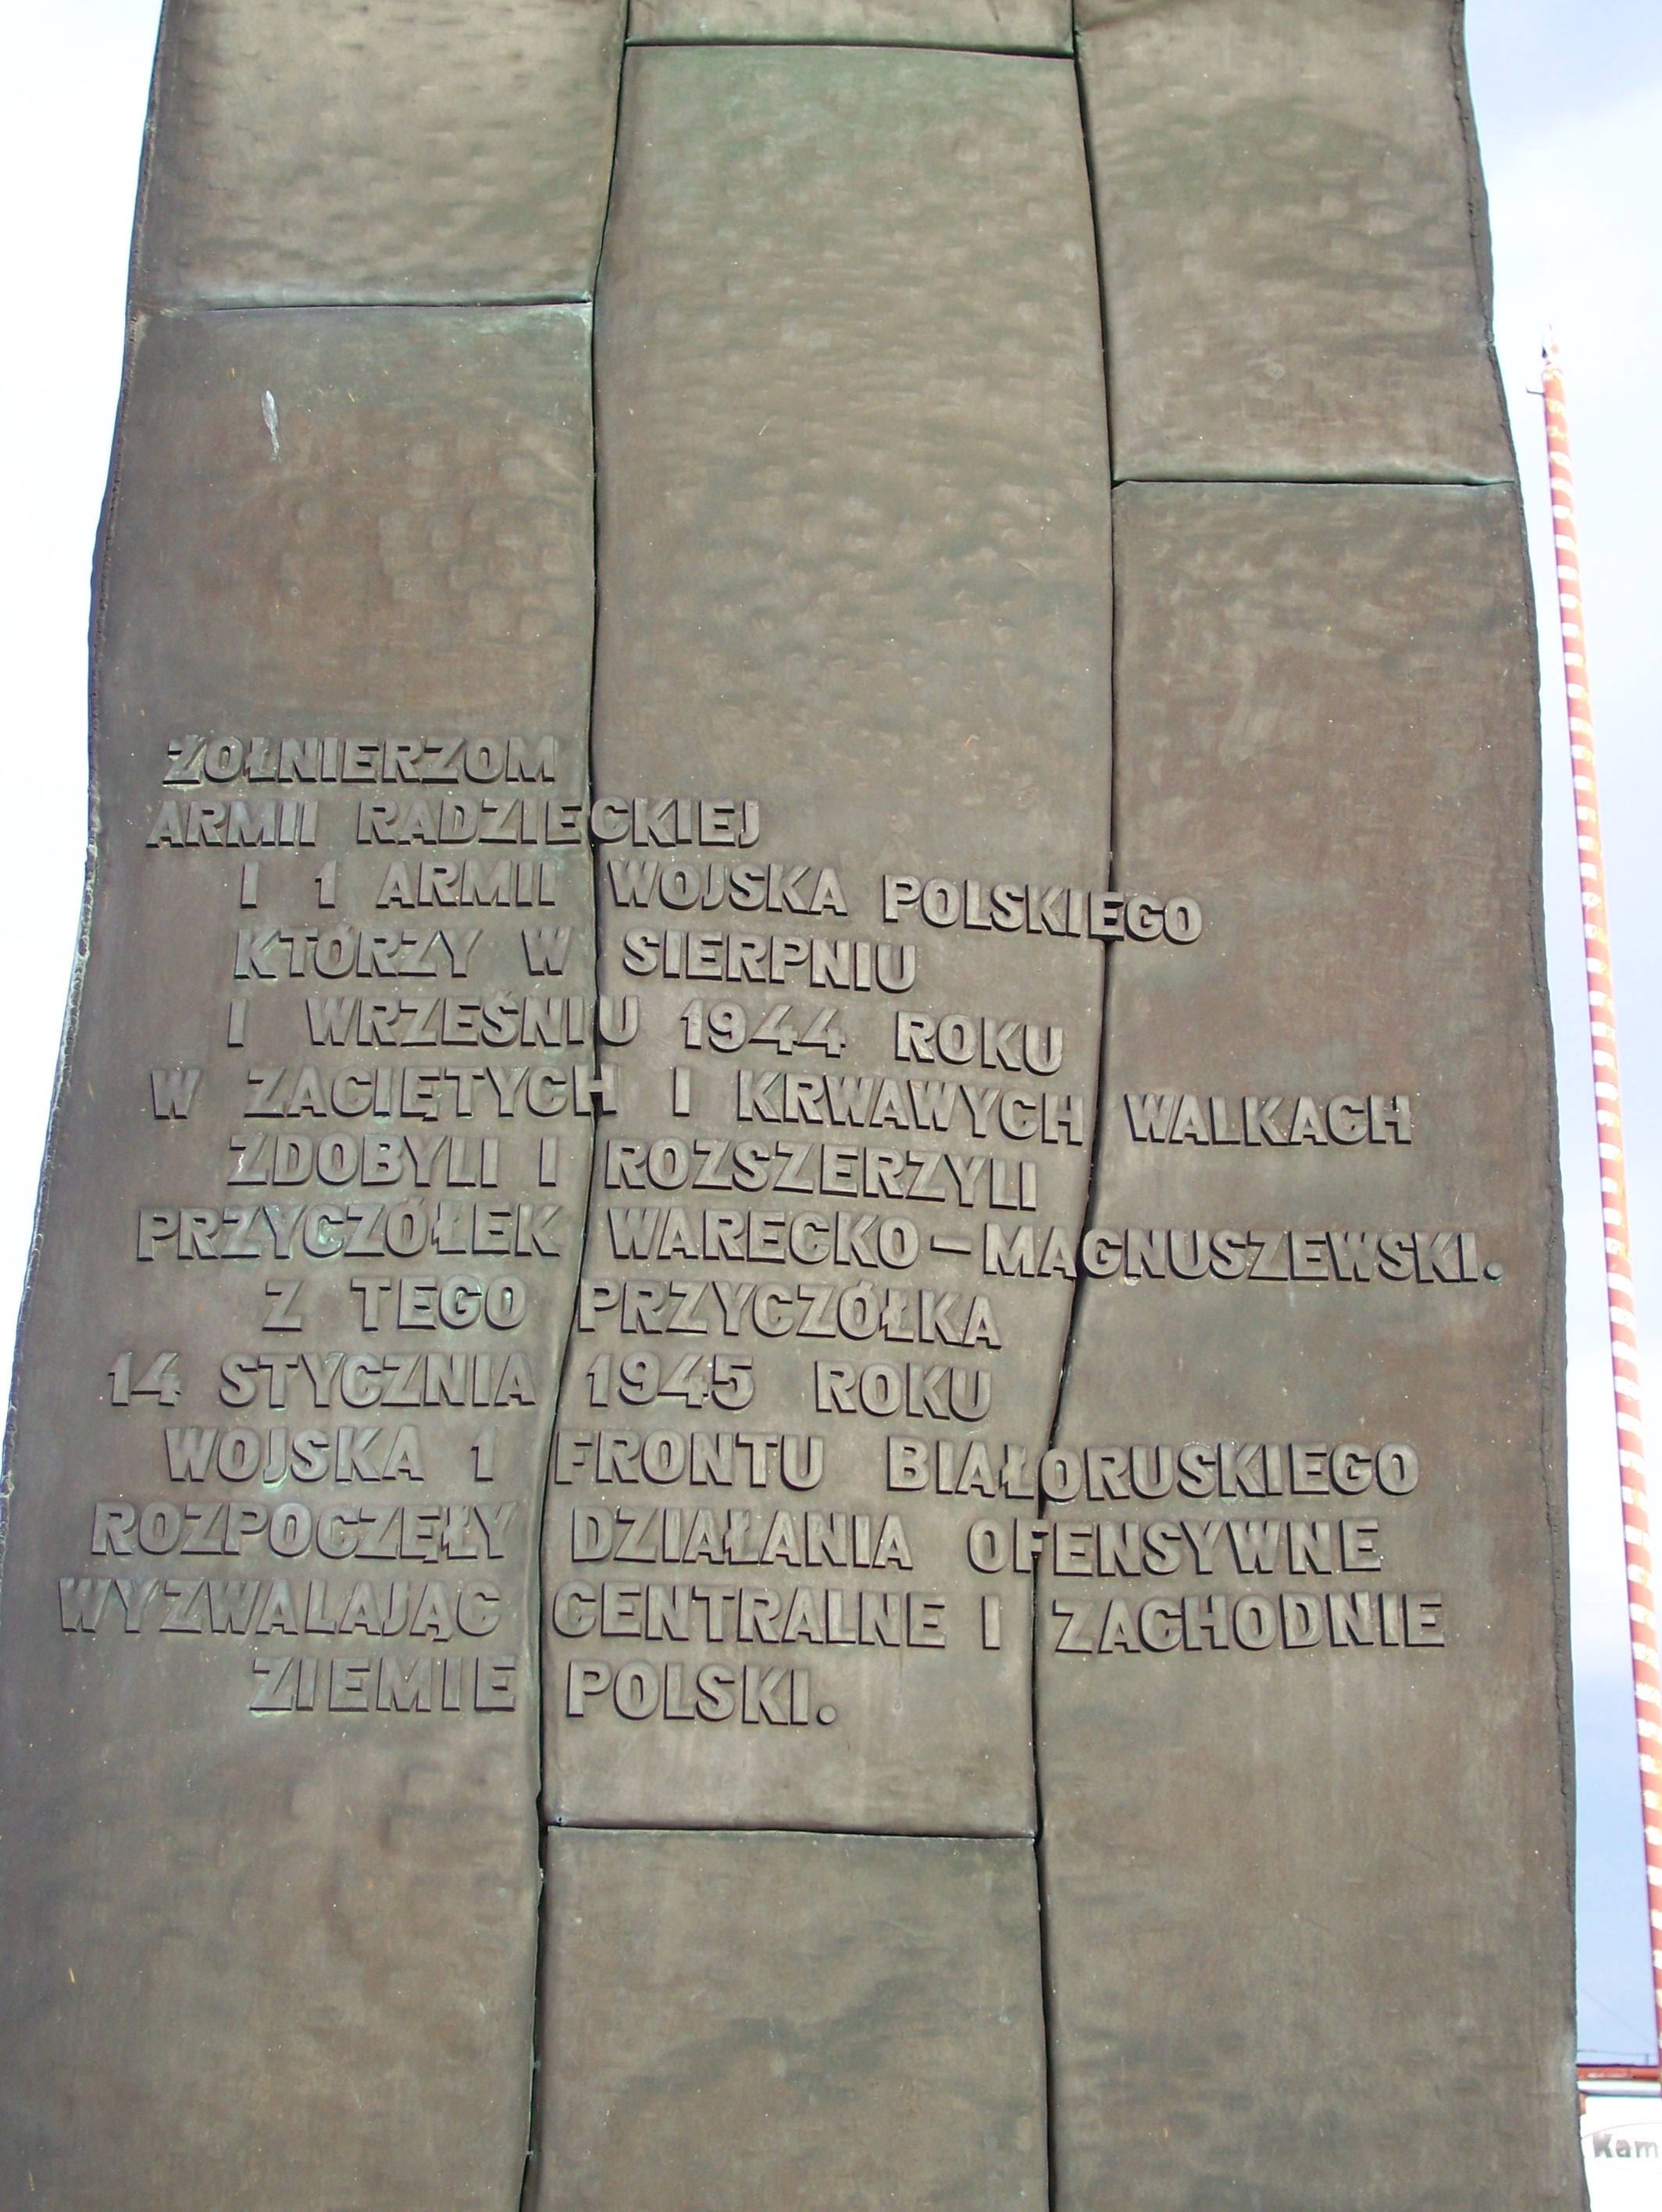 ŻOŁNIERZOM
ARMII RADZIECKIEJ
I 1 ARMII WOJSKA POLSKIEGO
KTÓRZY W SIERPNIU
I WRZEŚNIU 1944 ROKU
W ZACIĘTYCH I KRWAWYCH WALKACH
ZDOBYLI I ROZSZERZYLI
PRZYCZÓŁEK WARECKO-MAGNUSZEWSKI.
Z TEGO PRZYCZÓŁKA
14 STYCZNIA 1945 ROKU
WOJSKA 1 FRONTU BIAŁORUSKIEGO
ROZPOCZĘŁY DZIAŁANIA OFENSYWNE
WYZWALAJĄC CENTRALNE I ZACHODNIE
ZIEMIE POLSKI.
Kam